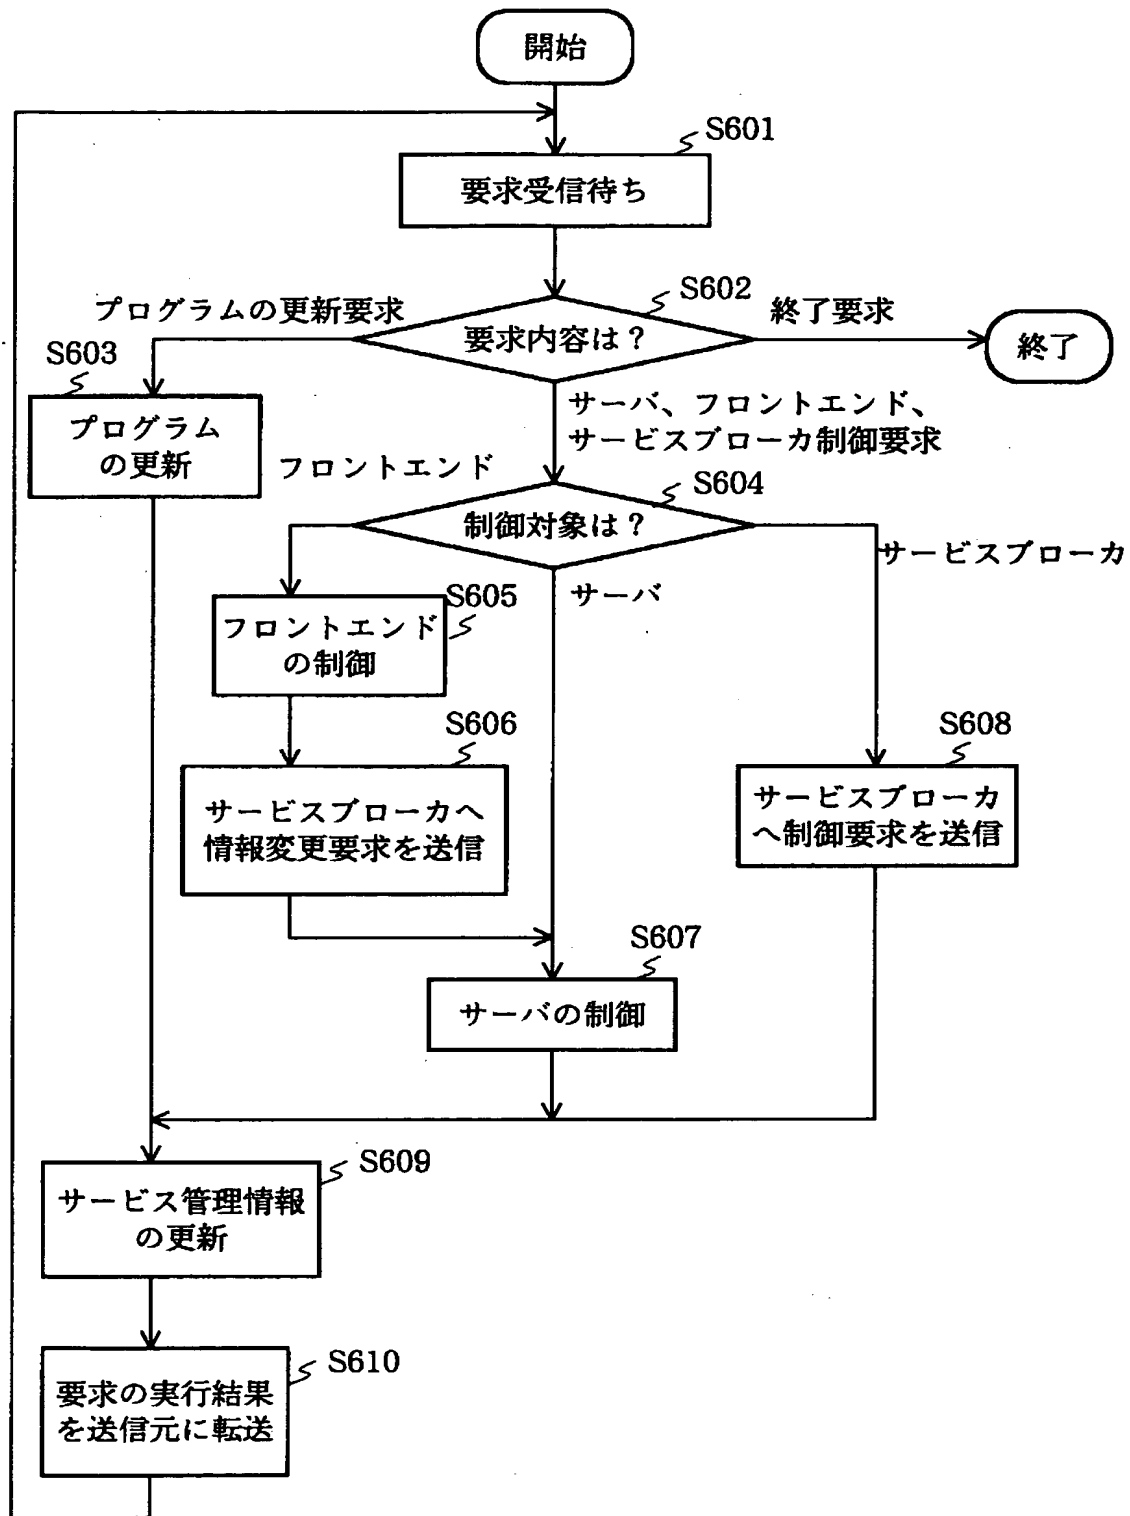 開始
S601
要求受信待ち
S602
プログラムの更新要求
要求内容は？
終了要求
終了
S603
プログラム
の更新
サーバ、フロントエンド、
サービスブローカ制御要求
フロントエンド
S604
制御対象は？
サービスブローカ
サーバ
S605
フロントエンド
の制御
S606
サービスブローカへ
情報変更要求を送信
S608
サービスブローカ
へ制御要求を送信
S607
サーバの制御
S609
サービス管理情報
の更新
S610
要求の実行結果
を送信元に転送